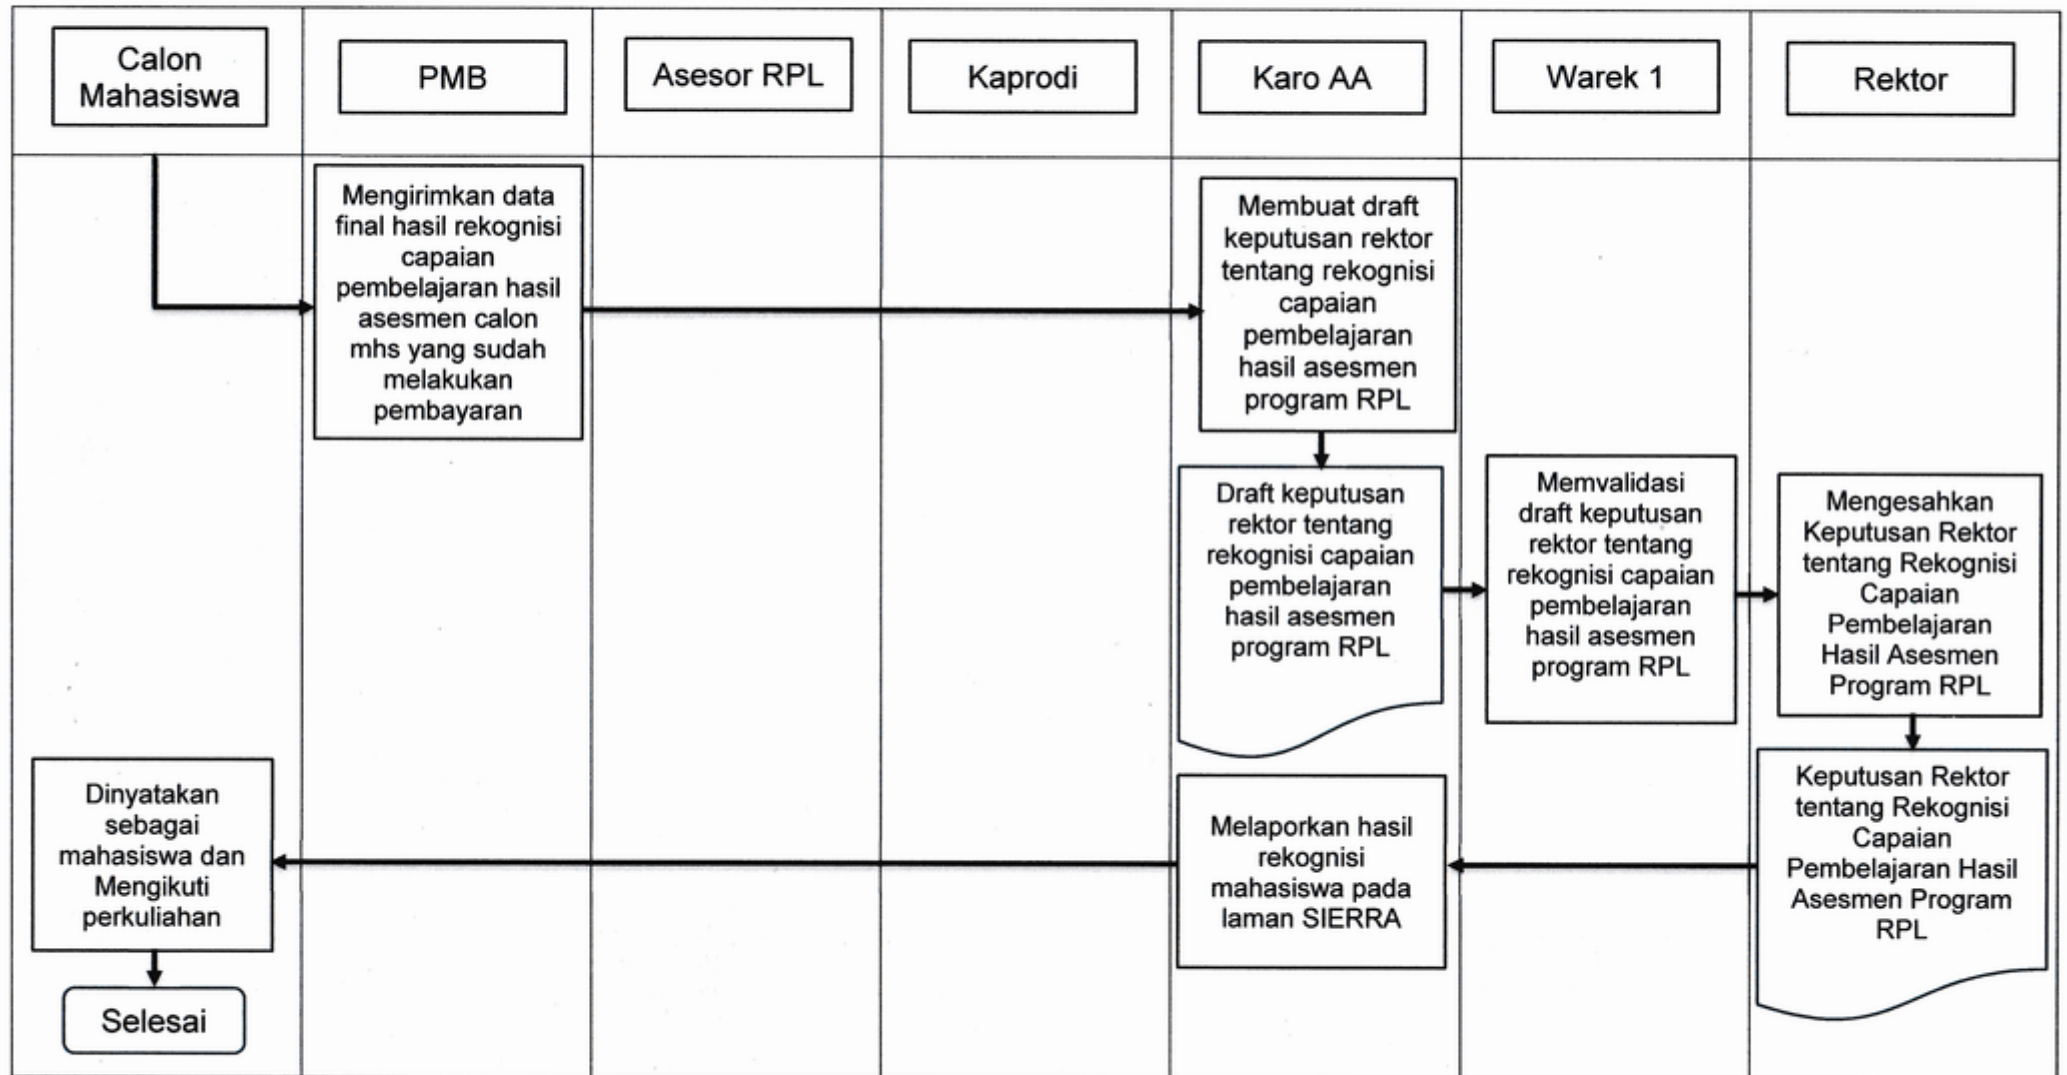 Calon
Mahasiswa
PMB
Asesor RPL
Kaprodi
Karo AA
Warek 1
Rektor
Mengirimkan data
final hasil rekognisi
capaian
pembelajaran hasil
asesmen calon
mhs yang sudah
melakukan
pembayaran
Membuat draft
keputusan rektor
tentang rekognisi
capaian
pembelajaran
hasil asesmen
program RPL
Draft keputusan
rektor tentang
rekognisi capaian
pembelajaran
hasil asesmen
program RPL
Memvalidasi
draft keputusan
rektor tentang
rekognisi capaian
pembelajaran
hasil asesmen
program RPL
Mengesahkan
Keputusan Rektor
tentang Rekognisi
Capaian
Pembelajaran
Hasil Asesmen
Program RPL
Keputusan Rektor
tentang Rekognisi
Capaian
Pembelajaran Hasil
Asesmen Program
RPL
Melaporkan hasil
rekognisi
mahasiswa pada
laman SIERRA
Dinyatakan
sebagai
mahasiswa dan
Mengikuti
perkuliahan
Selesai